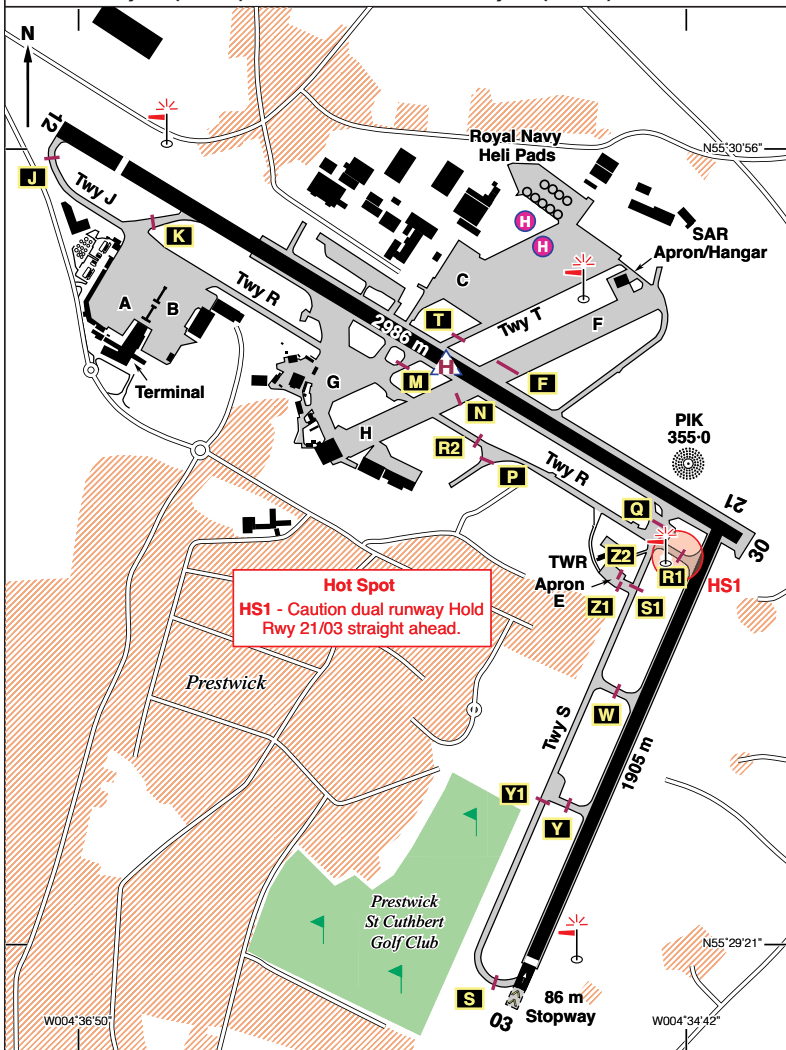 N
12
Royal Navy
Heli Pads
N55°30'56"
J
Twy J
K
H
H
SAR
Apron/Hangar
A
B
Twy R
C
T
Twy T
F
2986 m
Terminal
G
M
H
F
N
H
R2
P
Twy R
PIK
355·0
21
30
Q
TWR
Apron
E
Z2
R1
Z1
S1
HS1
Hot Spot
HS1 - Caution dual runway Hold
Rwy 21/03 straight ahead.
Prestwick
W
Twy S
1905 m
Y1
Y
Prestwick
St Cuthbert
Golf Club
N55°29'21"
S
86 m
Stopway
03
W004°36'50"
W004°34'42"